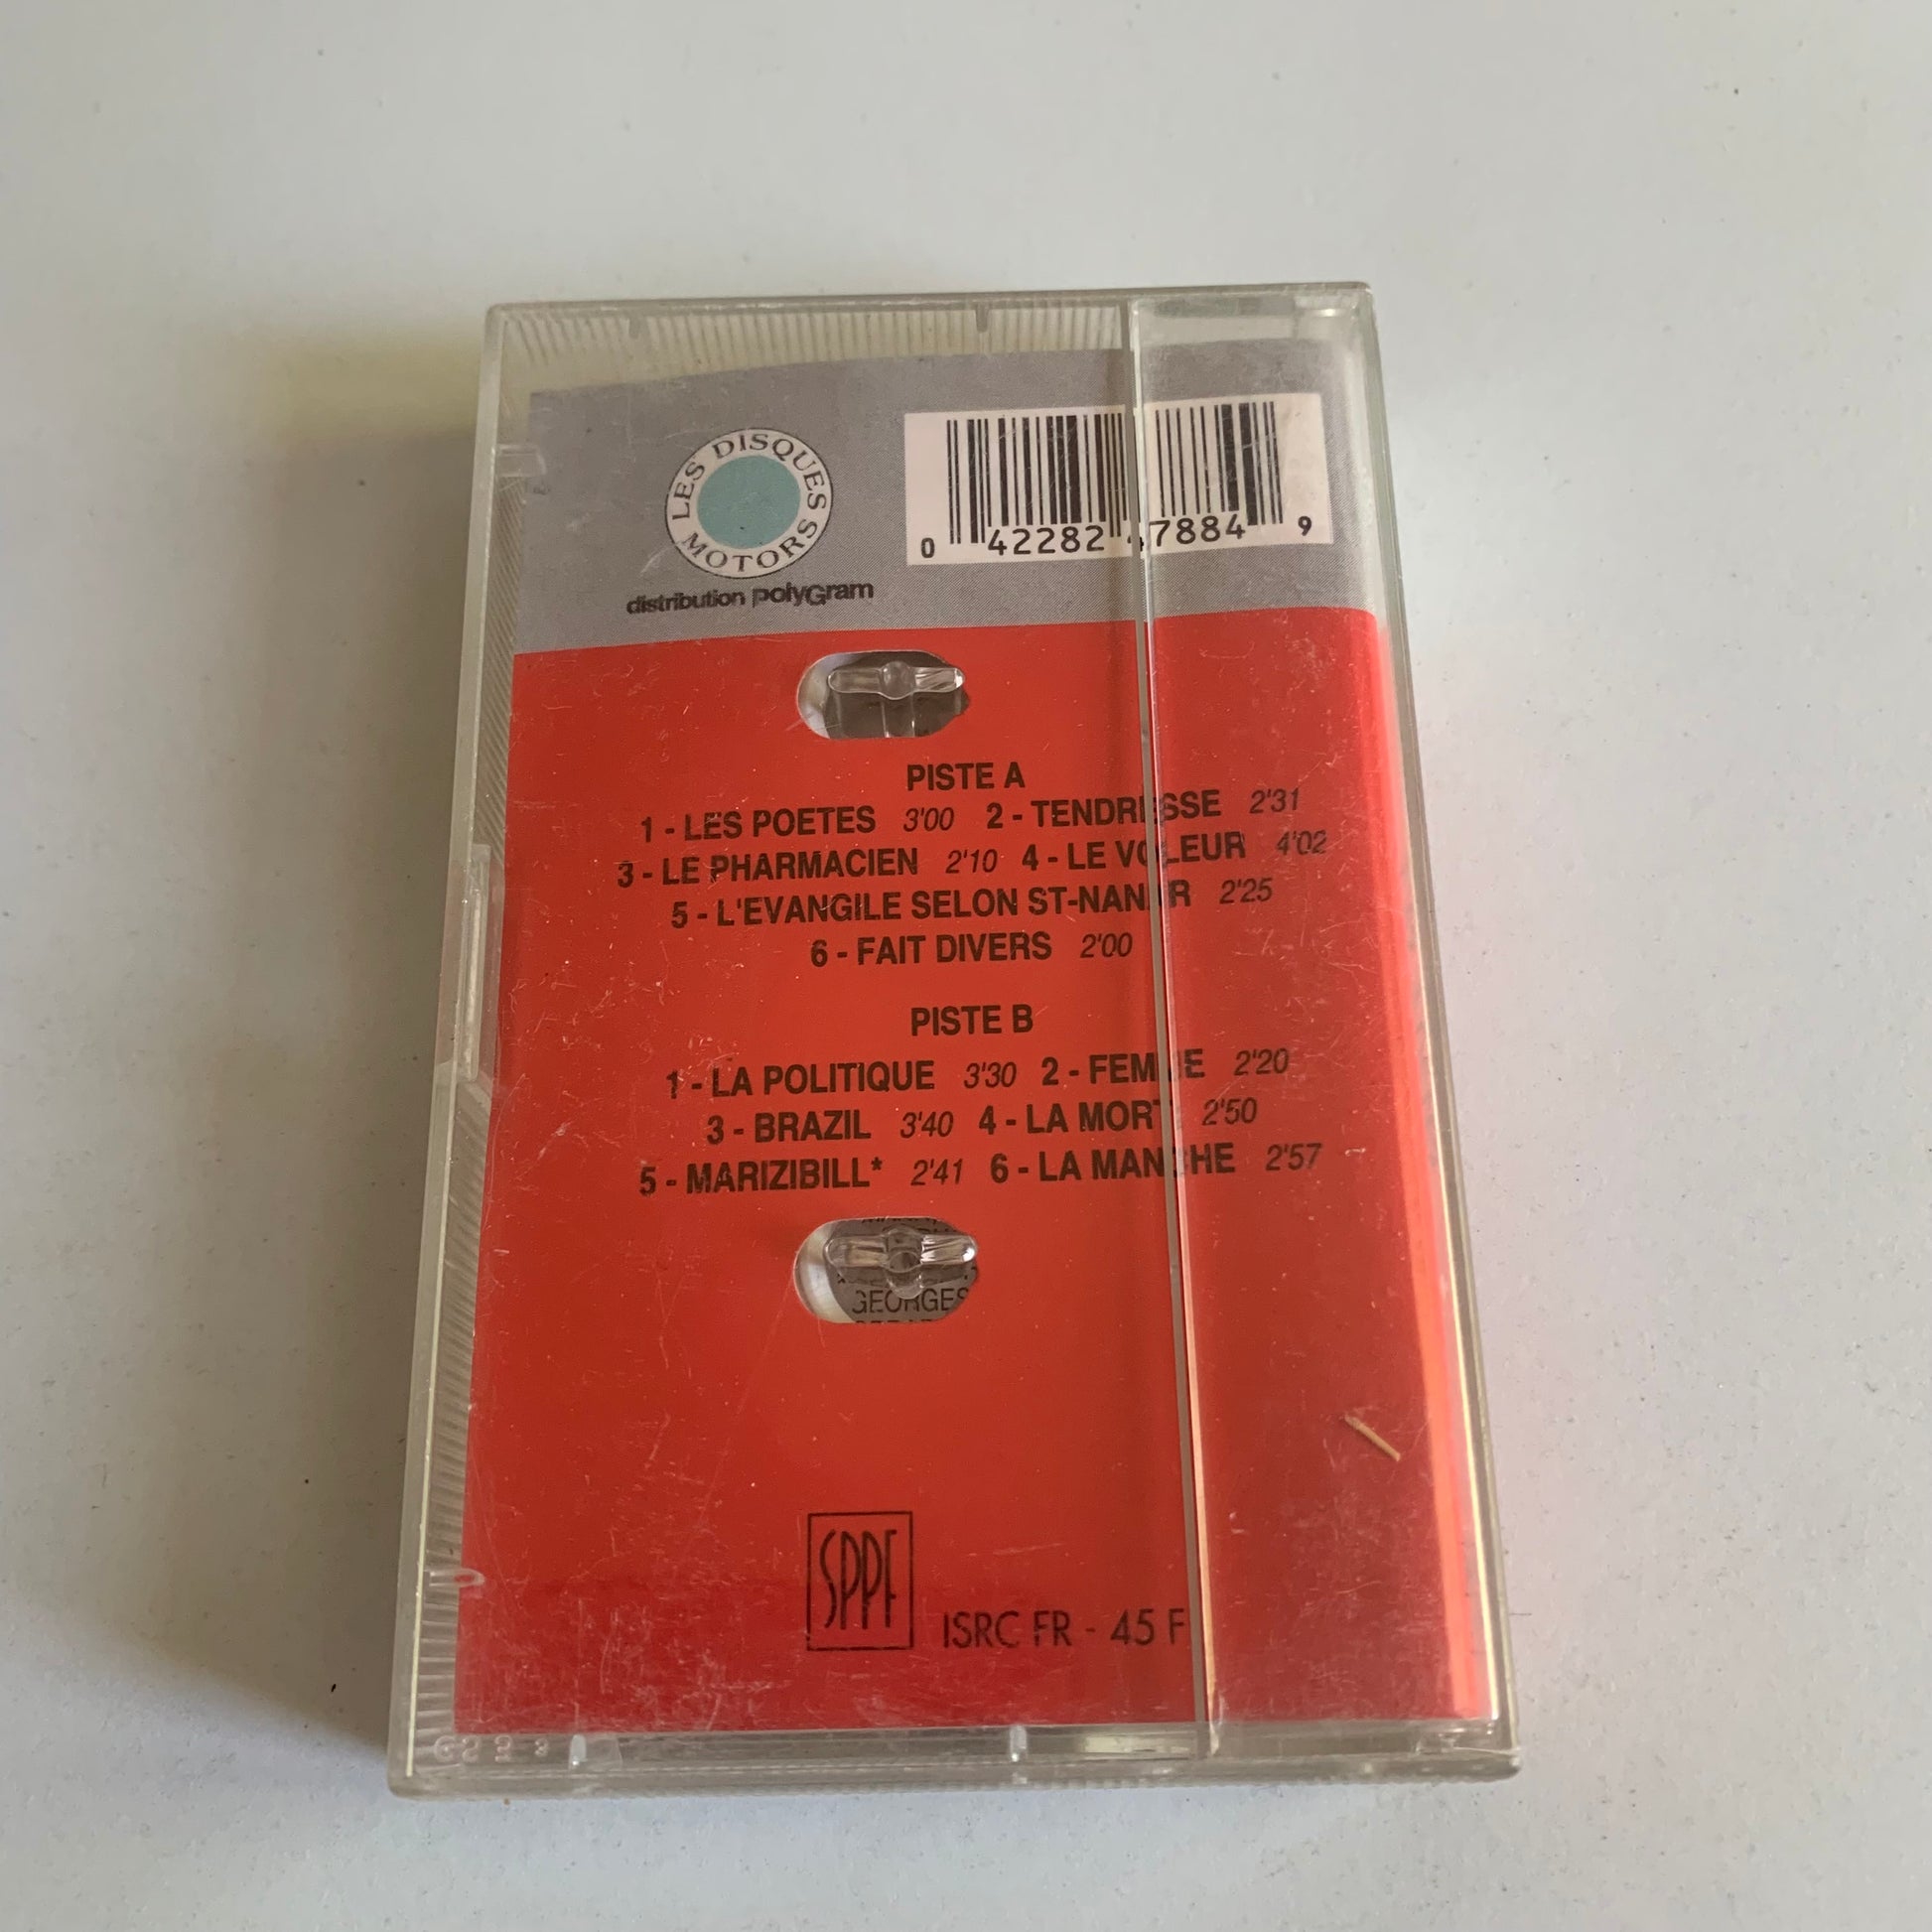 LES DISQUES MOTORS
distribution polyGram
0 42282 47884 9
PISTE A
1 - LES POETES 3'00 2 - TENDRESSE 2'31
3 - LE PHARMACIEN 2'10 4 - LE VOLEUR 4'02
5 - L'EVANGILE SELON ST-NANAR 2'25
6 - FAIT DIVERS 2'00
PISTE B
1 - LA POLITIQUE 3'30 2 - FEMME 2'20
3 - BRAZIL 3'40 4 - LA MORT 2'50
5 - MARIZIBILL* 2'41 6 - LA MANCHE 2'57
GEORGES
SPPF
ISRC FR - 45 F